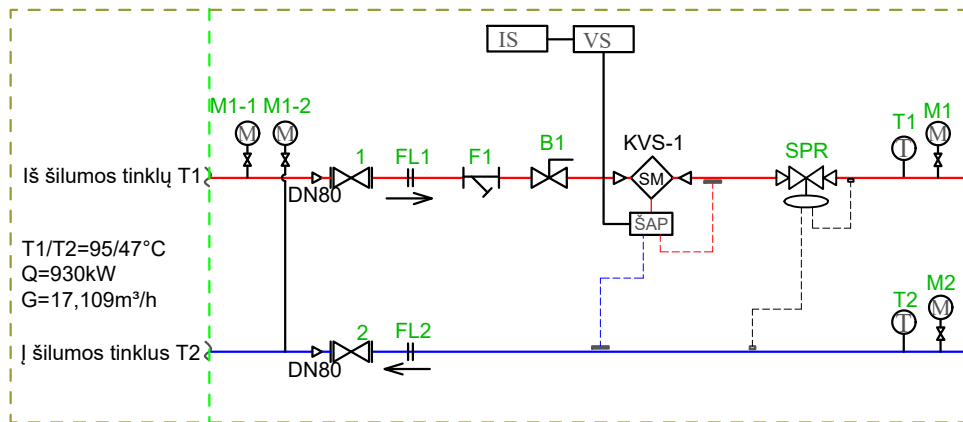 IS
VS
M1-1
M1-2
M
M
1
FL1
F1
B1
KVS-1
SM
SPR
T1
T
M1
M
Iš šilumos tinklų T1
DN80
ŠAP
T1/T2=95/47°C
Q=930kW
G=17,109m³/h
T2
T
M2
M
2
FL2
Į šilumos tinklus T2
DN80